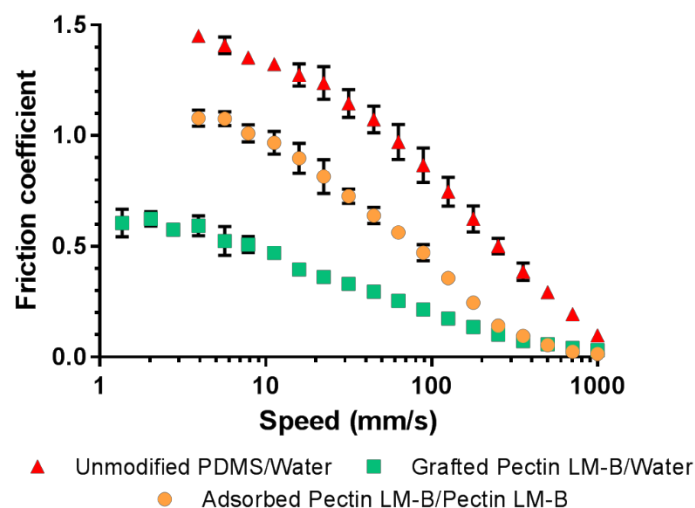 1.5
1.0
0.5
0.0
Friction coefficient
1 10 100 1000
Speed (mm/s)
Unmodified PDMS/Water Grafted Pectin LM-B/Water
Adsorbed Pectin LM-B/Pectin LM-B